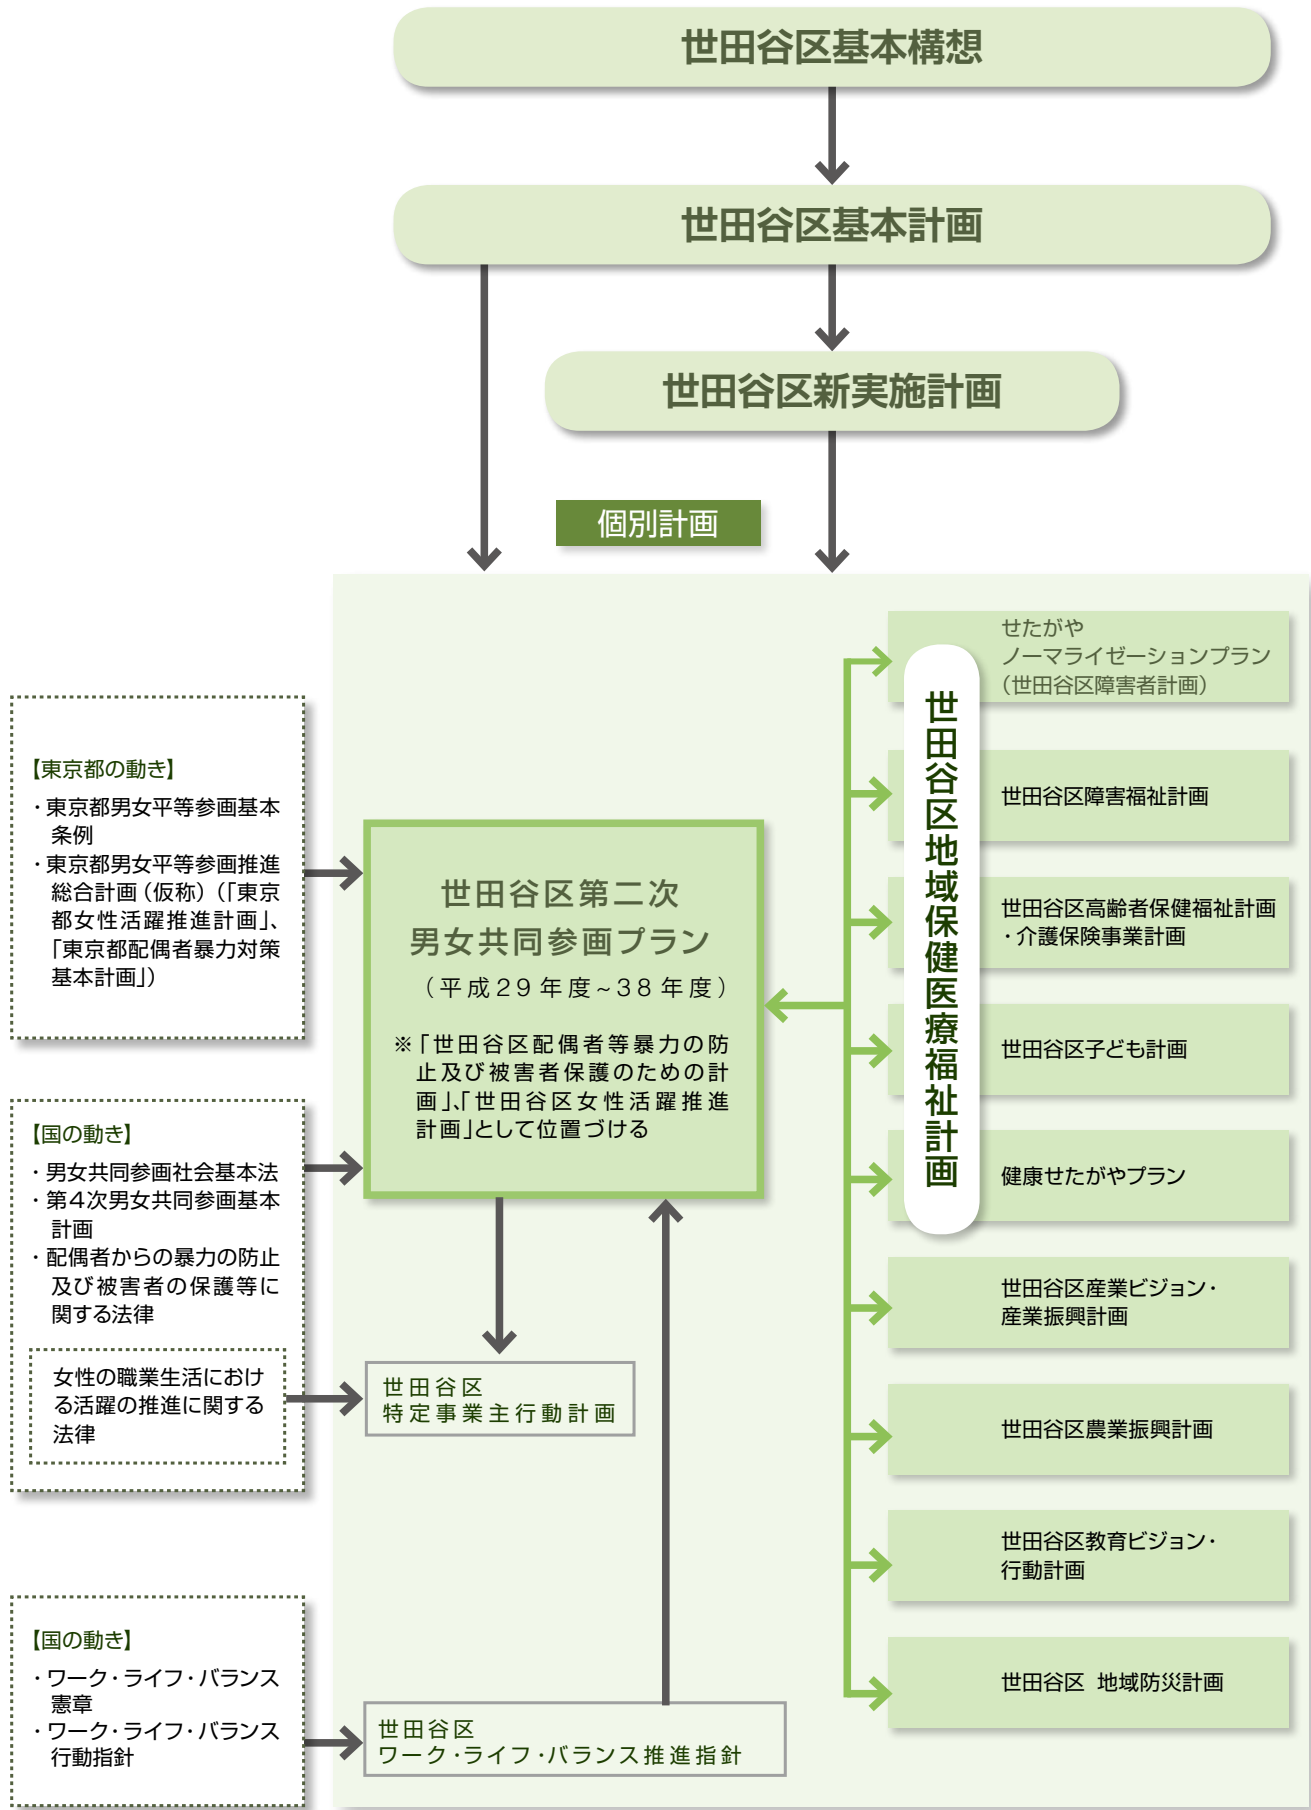 世田谷区基本構想
世田谷区基本計画
世田谷区新実施計画
個別計画
【東京都の動き】
・東京都男女平等参画基本
条例
・東京都男女平等参画推進
総合計画（仮称）（「東京
都女性活躍推進計画」、
「東京都配偶者暴力対策
基本計画」）
【国の動き】
・男女共同参画社会基本法
・第4次男女共同参画基本
計画
・配偶者からの暴力の防止
及び被害者の保護等に
関する法律
女性の職業生活におけ
る活躍の推進に関する
法律
【国の動き】
・ワーク・ライフ・バランス
憲章
・ワーク・ライフ・バランス
行動指針
世田谷区第二次
男女共同参画プラン
（平成29年度~38年度）
※「世田谷区配偶者等暴力の防
止及び被害者保護のための計
画」、「世田谷区女性活躍推進
計画」として位置づける
世田谷区
特定事業主行動計画
世田谷区
ワーク・ライフ・バランス推進指針
世田谷区地域保健医療福祉計画
せたがや
ノーマライゼーションプラン
（世田谷区障害者計画）
世田谷区障害福祉計画
世田谷区高齢者保健福祉計画
・介護保険事業計画
世田谷区子ども計画
健康せたがやプラン
世田谷区産業ビジョン・
産業振興計画
世田谷区農業振興計画
世田谷区教育ビジョン・
行動計画
世田谷区 地域防災計画